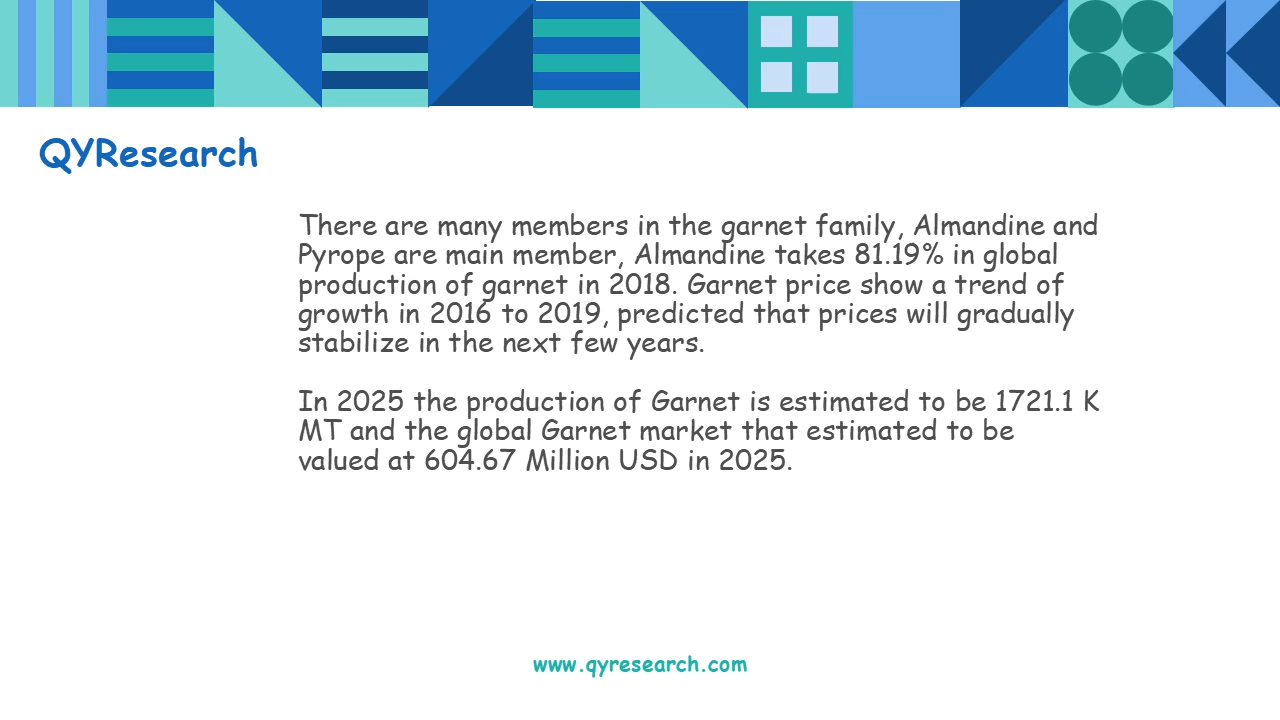 QYResearch
There are many members in the garnet family, Almandine and
Pyrope are main member, Almandine takes 81.19% in global
production of garnet in 2018. Garnet price show a trend of
growth in 2016 to 2019, predicted that prices will gradually
stabilize in the next few years.
In 2025 the production of Garnet is estimated to be 1721.1 K
MT and the global Garnet market that estimated to be
valued at 604.67 Million USD in 2025.
www.qyresearch.com